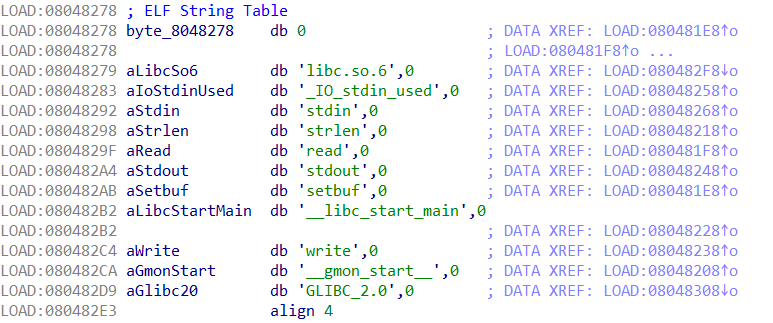 LOAD:08048278 ; ELF String Table
LOAD:08048278 byte_8048278 db 0 ; DATA XREF: LOAD:080481E8↑o
LOAD:08048278 ; LOAD:080481F8↑o ...
LOAD:08048279 aLibcSo6 db 'libc.so.6',0 ; DATA XREF: LOAD:080482F8↓o
LOAD:08048283 aIoStdinUsed db '_IO_stdin_used',0 ; DATA XREF: LOAD:08048258↑o
LOAD:08048292 aStdin db 'stdin',0 ; DATA XREF: LOAD:08048268↑o
LOAD:08048298 aStrlen db 'strlen',0 ; DATA XREF: LOAD:08048218↑o
LOAD:0804829F aRead db 'read',0 ; DATA XREF: LOAD:080481F8↑o
LOAD:080482A4 aStdout db 'stdout',0 ; DATA XREF: LOAD:08048248↑o
LOAD:080482AB aSetbuf db 'setbuf',0 ; DATA XREF: LOAD:080481E8↑o
LOAD:080482B2 aLibcStartMain db '__libc_start_main',0
LOAD:080482B2 ; DATA XREF: LOAD:08048228↑o
LOAD:080482C4 aWrite db 'write',0 ; DATA XREF: LOAD:08048238↑o
LOAD:080482CA aGmonStart db '__gmon_start__',0 ; DATA XREF: LOAD:08048208↑o
LOAD:080482D9 aGlibc20 db 'GLIBC_2.0',0 ; DATA XREF: LOAD:08048308↓o
LOAD:080482E3 align 4